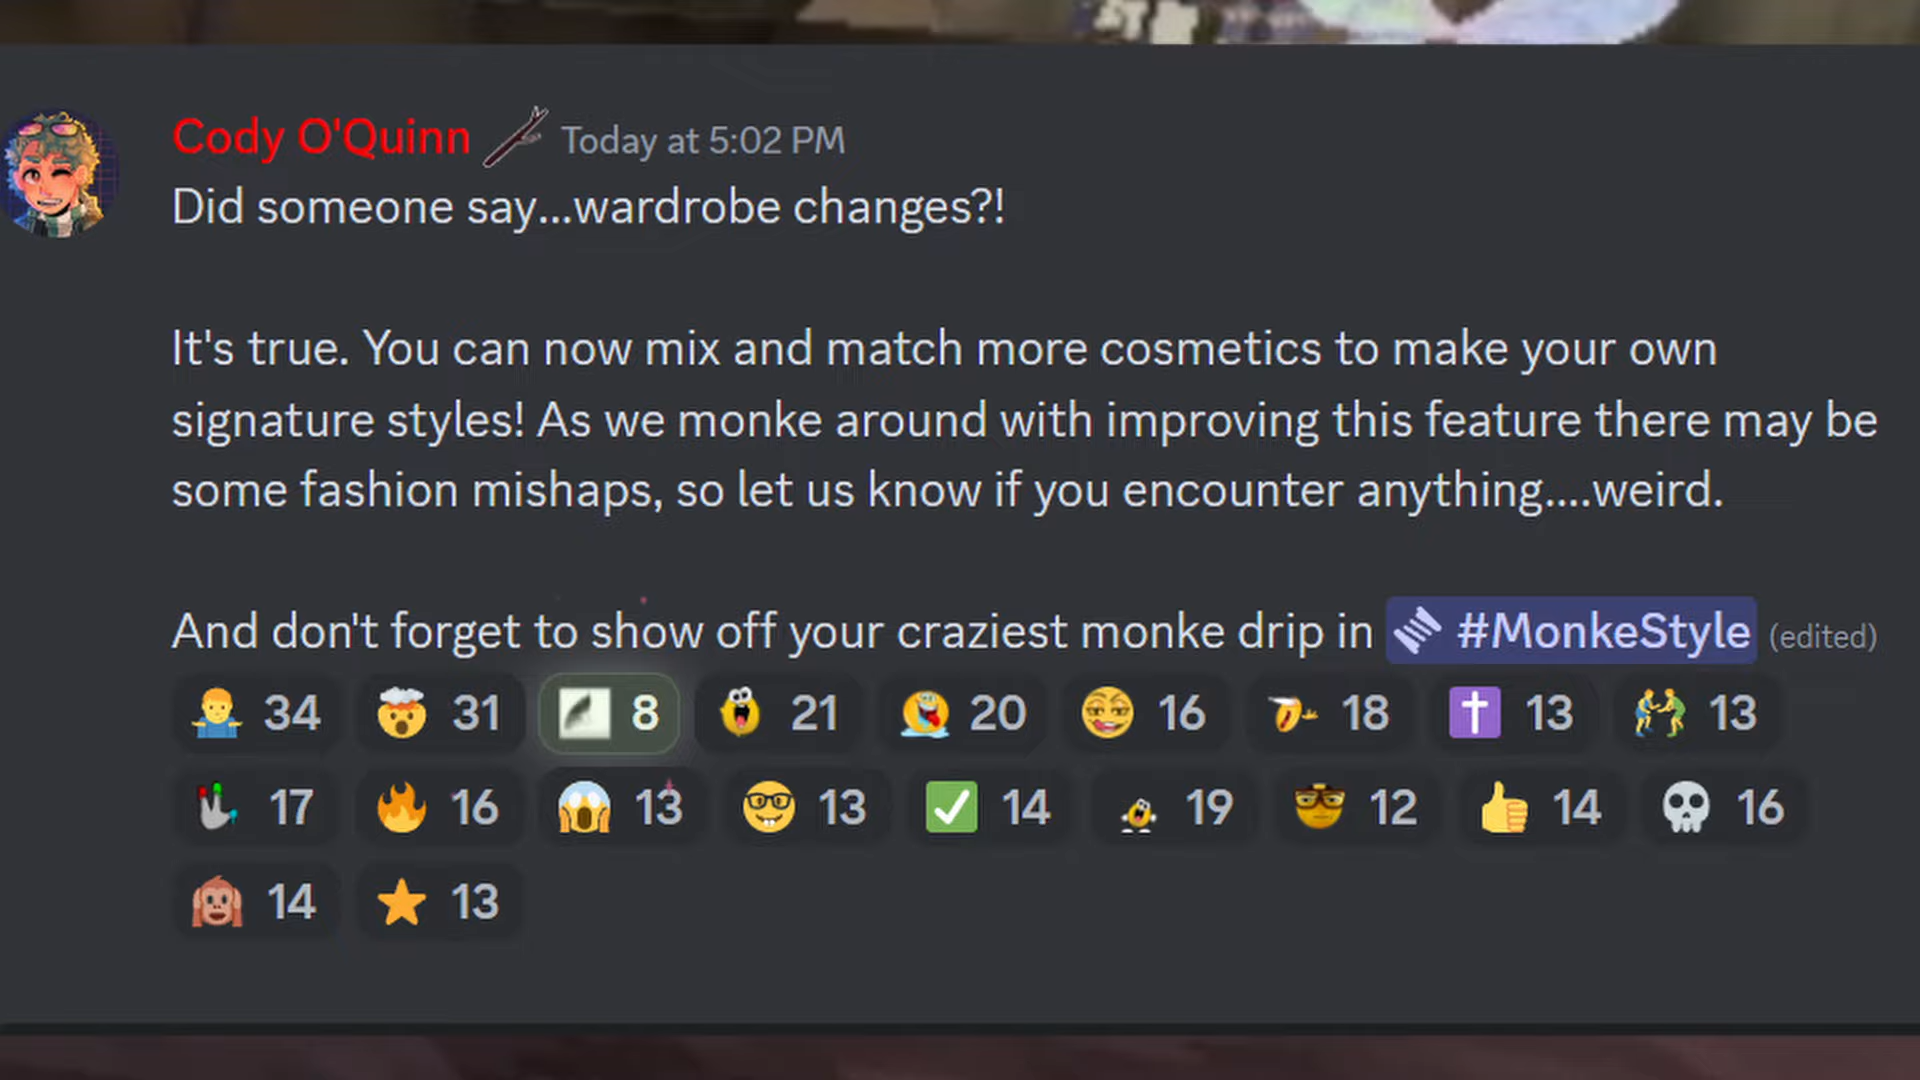 Cody O'Quinn Today at 5:02 PM
Did someone say...wardrobe changes?!
It's true. You can now mix and match more cosmetics to make your own
signature styles! As we monke around with improving this feature there may be
some fashion mishaps, so let us know if you encounter anything....weird.
And don't forget to show off your craziest monke drip in #MonkeStyle (edited)
34 31 8 21 20 16 18 13 13
17 16 13 13 14 19 12 14 16
14 13